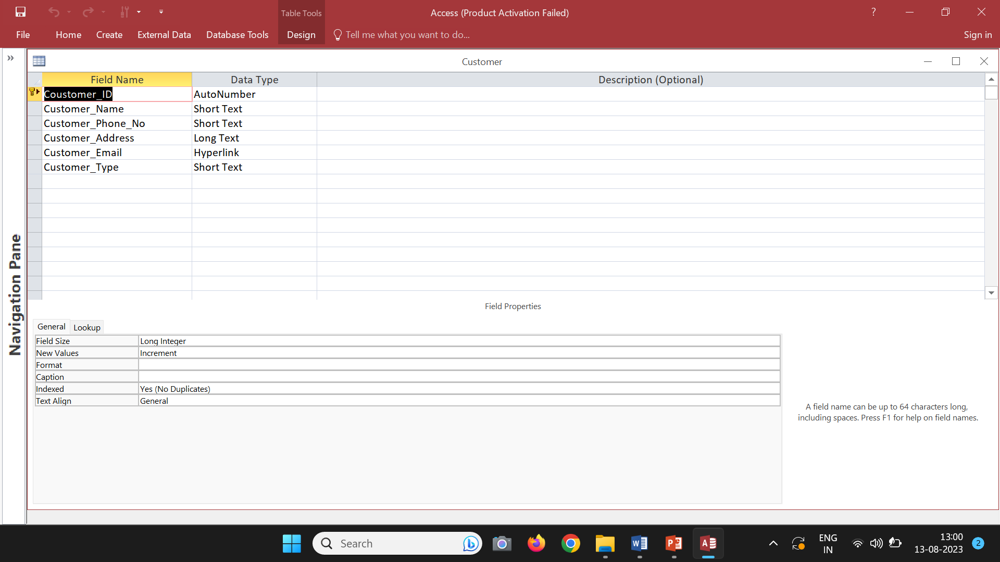 Table Tools
Access (Product Activation Failed)
?
File Home Create External Data Database Tools Design Tell me what you want to do... Sign in
Customer
Field Name Data Type Description (Optional)
Coustomer_ID AutoNumber
Customer_Name Short Text
Customer_Phone_No Short Text
Customer_Address Long Text
Customer_Email Hyperlink
Customer_Type Short Text
Navigation Pane
Field Properties
General Lookup
Field Size Long Integer
New Values Increment
Format
Caption
Indexed Yes (No Duplicates)
Text Align General
A field name can be up to 64 characters long,
including spaces. Press F1 for help on field names.
Search
ENG
IN
13:00
13-08-2023
2